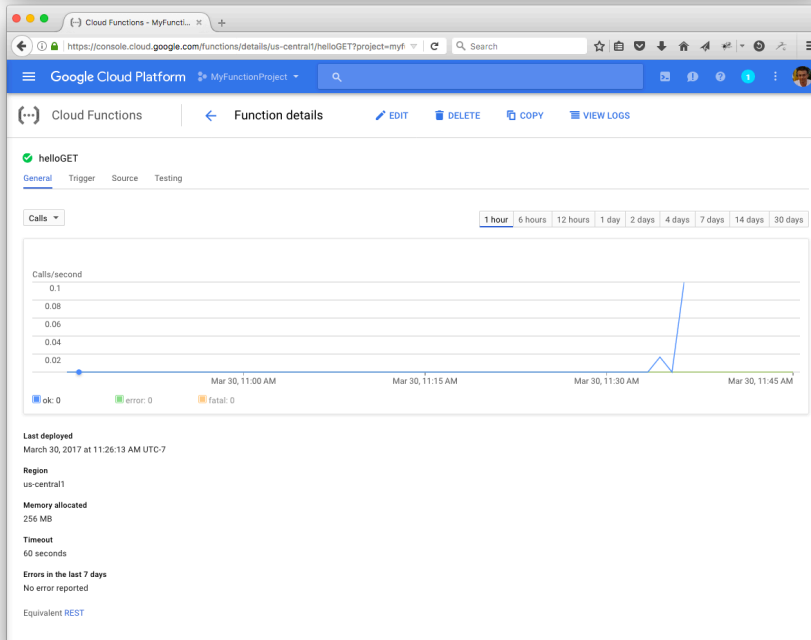 Cloud Functions - MyFuncti...
https://console.cloud.google.com/functions/details/us-central1/helloGET?project=myf
Search
Google Cloud Platform
MyFunctionProject
1
Cloud Functions
Function details
EDIT
DELETE
COPY
VIEW LOGS
helloGET
General
Trigger
Source
Testing
Calls
1 hour
6 hours
12 hours
1 day
2 days
4 days
7 days
14 days
30 days
Calls/second
0.1
0.08
0.06
0.04
0.02
Mar 30, 11:00 AM
Mar 30, 11:15 AM
Mar 30, 11:30 AM
Mar 30, 11:45 AM
ok: 0
error: 0
fatal: 0
Last deployed
March 30, 2017 at 11:26:13 AM UTC-7
Region
us-central1
Memory allocated
256 MB
Timeout
60 seconds
Errors in the last 7 days
No error reported
Equivalent REST